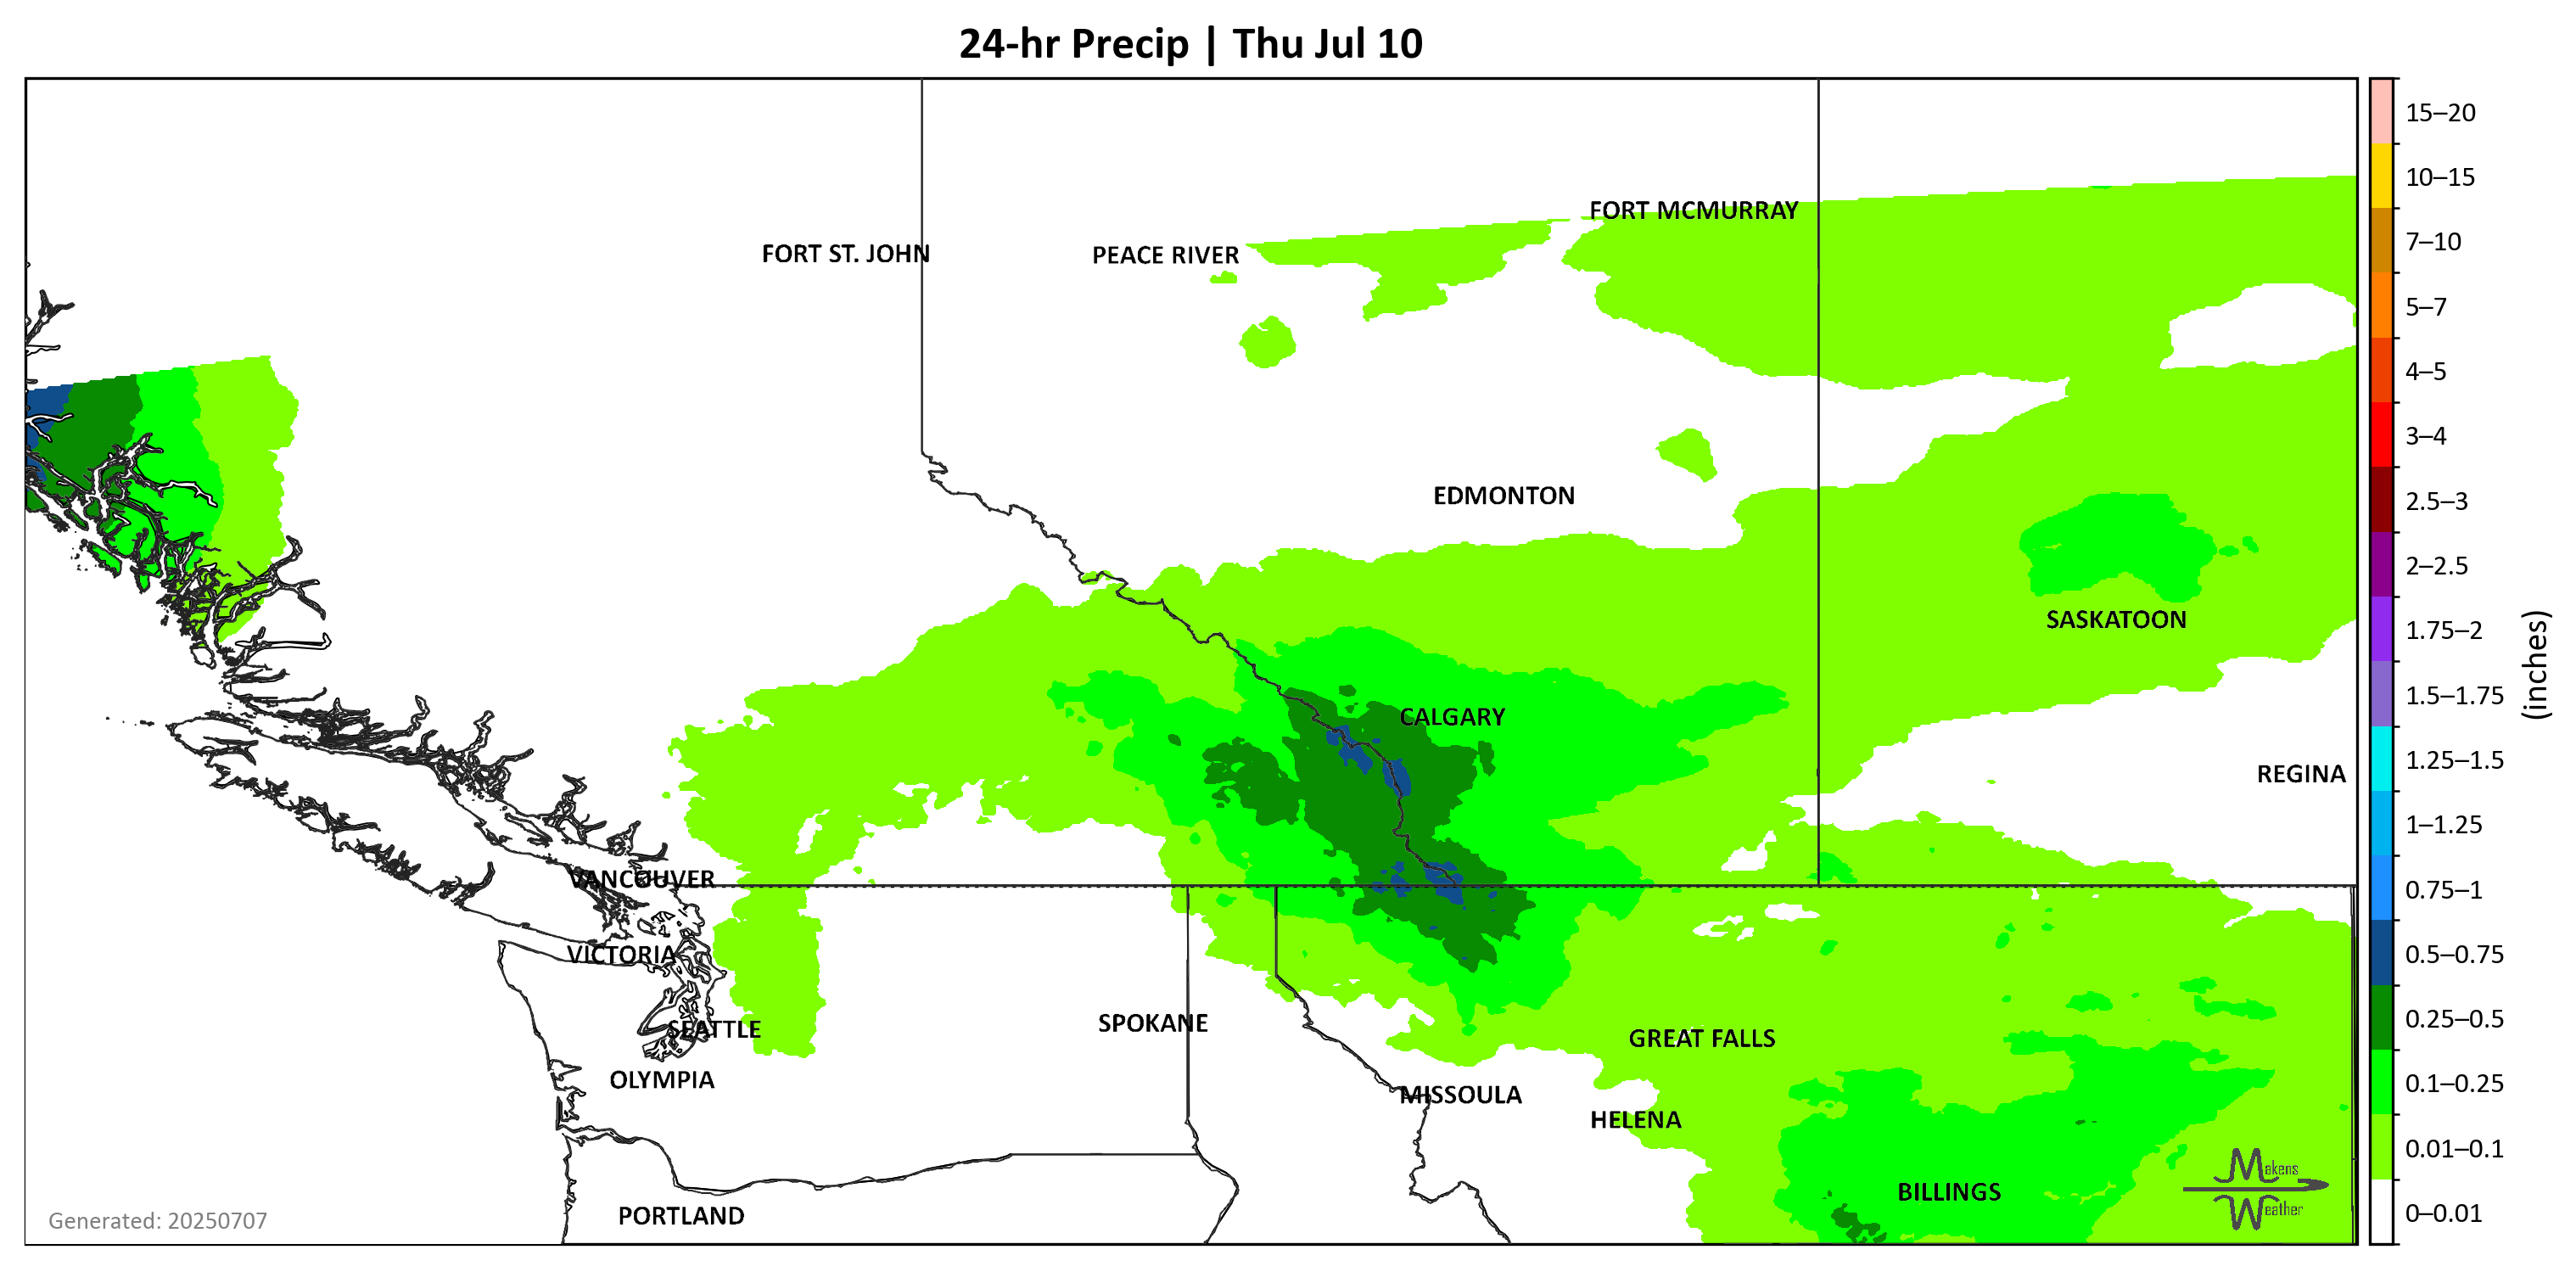 24-hr Precip | Thu Jul 10
15–20
10–15
FORT MCMURRAY
7–10
FORT ST. JOHN
PEACE RIVER
5–7
4–5
3–4
EDMONTON
2.5–3
2–2.5
SASKATOON
1.75–2
(inches)
1.5–1.75
CALGARY
1.25–1.5
REGINA
1–1.25
VANCOUVER
0.75–1
VICTORIA
0.5–0.75
SEATTLE
SPOKANE
GREAT FALLS
0.25–0.5
OLYMPIA
MISSOULA
0.1–0.25
HELENA
0.01–0.1
Makens
BILLINGS
Weather
PORTLAND
Generated: 20250707
0–0.01